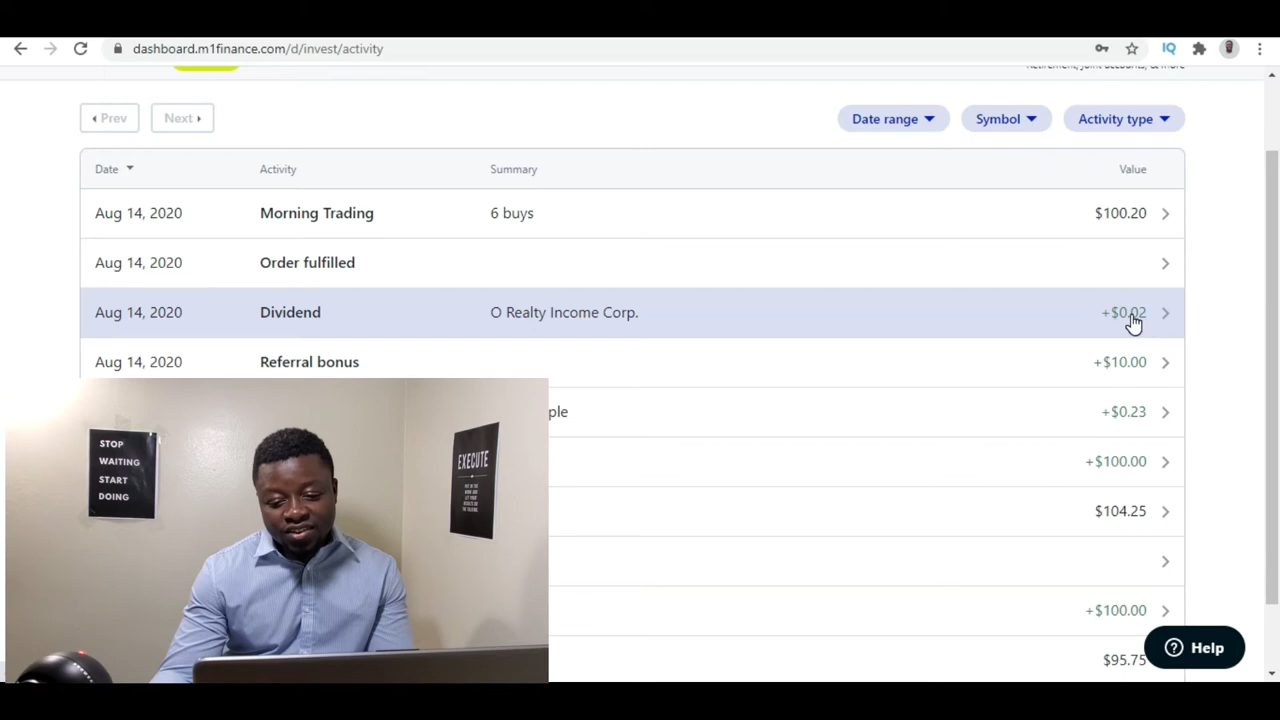 dashboard.m1finance.com/d/invest/activity
IQ
Prev
Next
Date range
Symbol
Activity type
Date
Activity
Summary
Value
Aug 14, 2020 Morning Trading 6 buys $100.20
Aug 14, 2020 Order fulfilled
Aug 14, 2020 Dividend O Realty Income Corp. +$0.02
Aug 14, 2020 Referral bonus +$10.00
ple +$0.23
+$100.00
$104.25
+$100.00
$95.75
Help
STOP
WAITING
START
DOING
EXECUTE